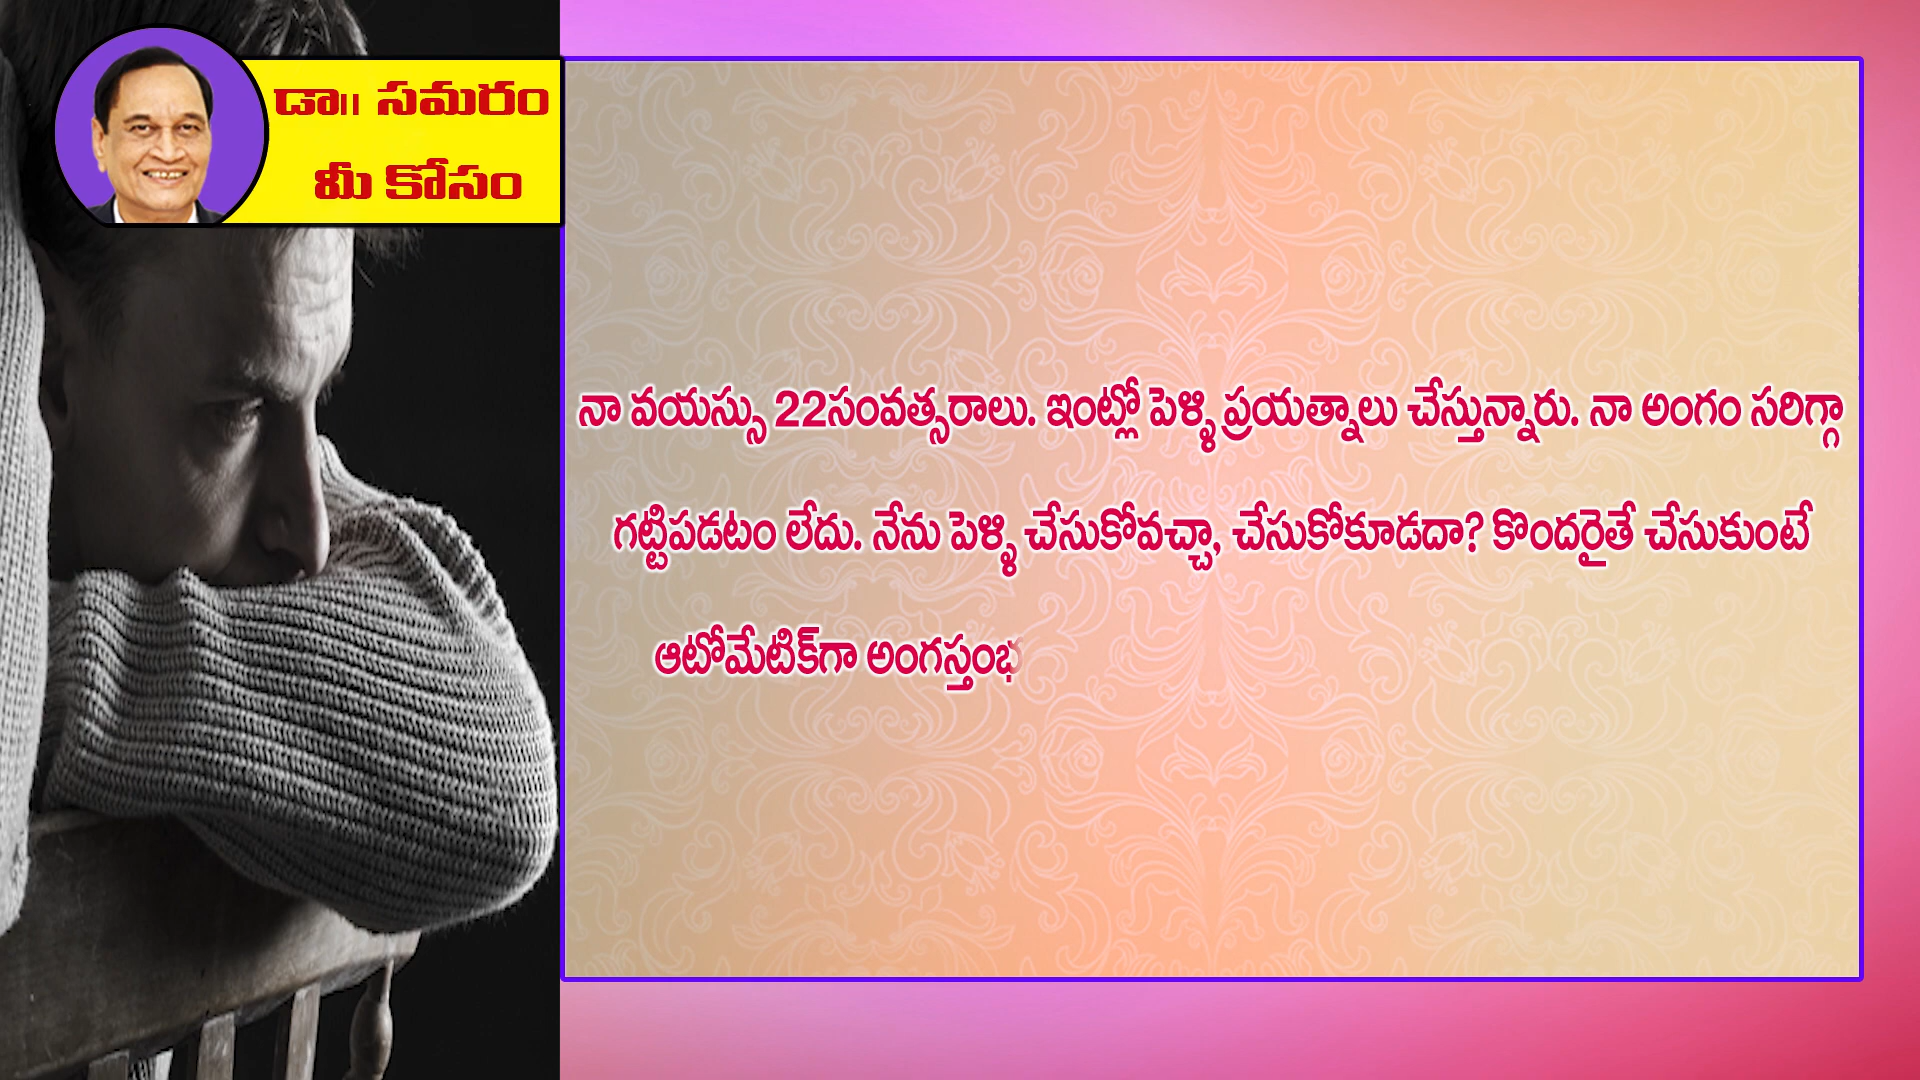 డా॥ సమరం
మీ కోసం
నా వయస్సు 22సంవత్సరాలు. ఇంట్లో పెళ్ళి ప్రయత్నాలు చేస్తున్నారు. నా అంగం సరిగ్గా
గట్టిపడటం లేదు. నేను పెళ్ళి చేసుకోవచ్చా, చేసుకోకూడదా? కొందరైతే చేసుకుంటే
ఆటోమేటిక్‌గా అంగస్తంభ